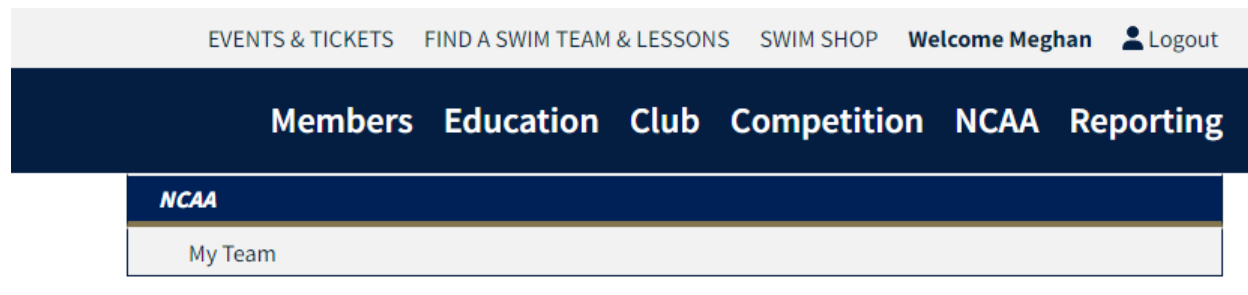 EVENTS & TICKETS FIND A SWIM TEAM & LESSONS SWIM SHOP Welcome Meghan Logout
Members Education Club Competition NCAA Reporting
NCAA
My Team